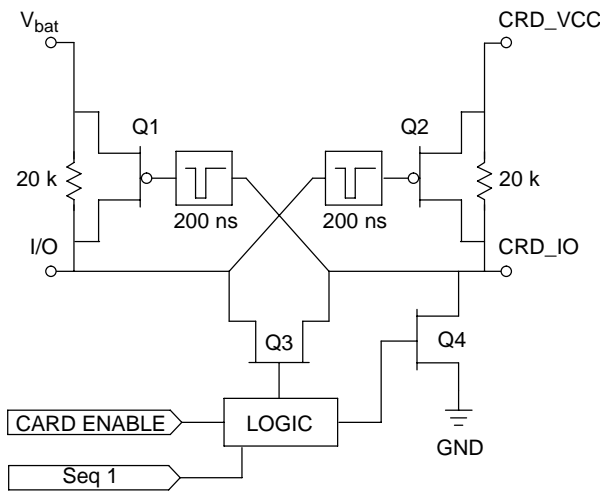 Vbat
CRD_VCC
Q1
Q2
20 k
20 k
200 ns
200 ns
I/O
CRD_IO
Q3
Q4
CARD ENABLE
LOGIC
GND
Seq 1